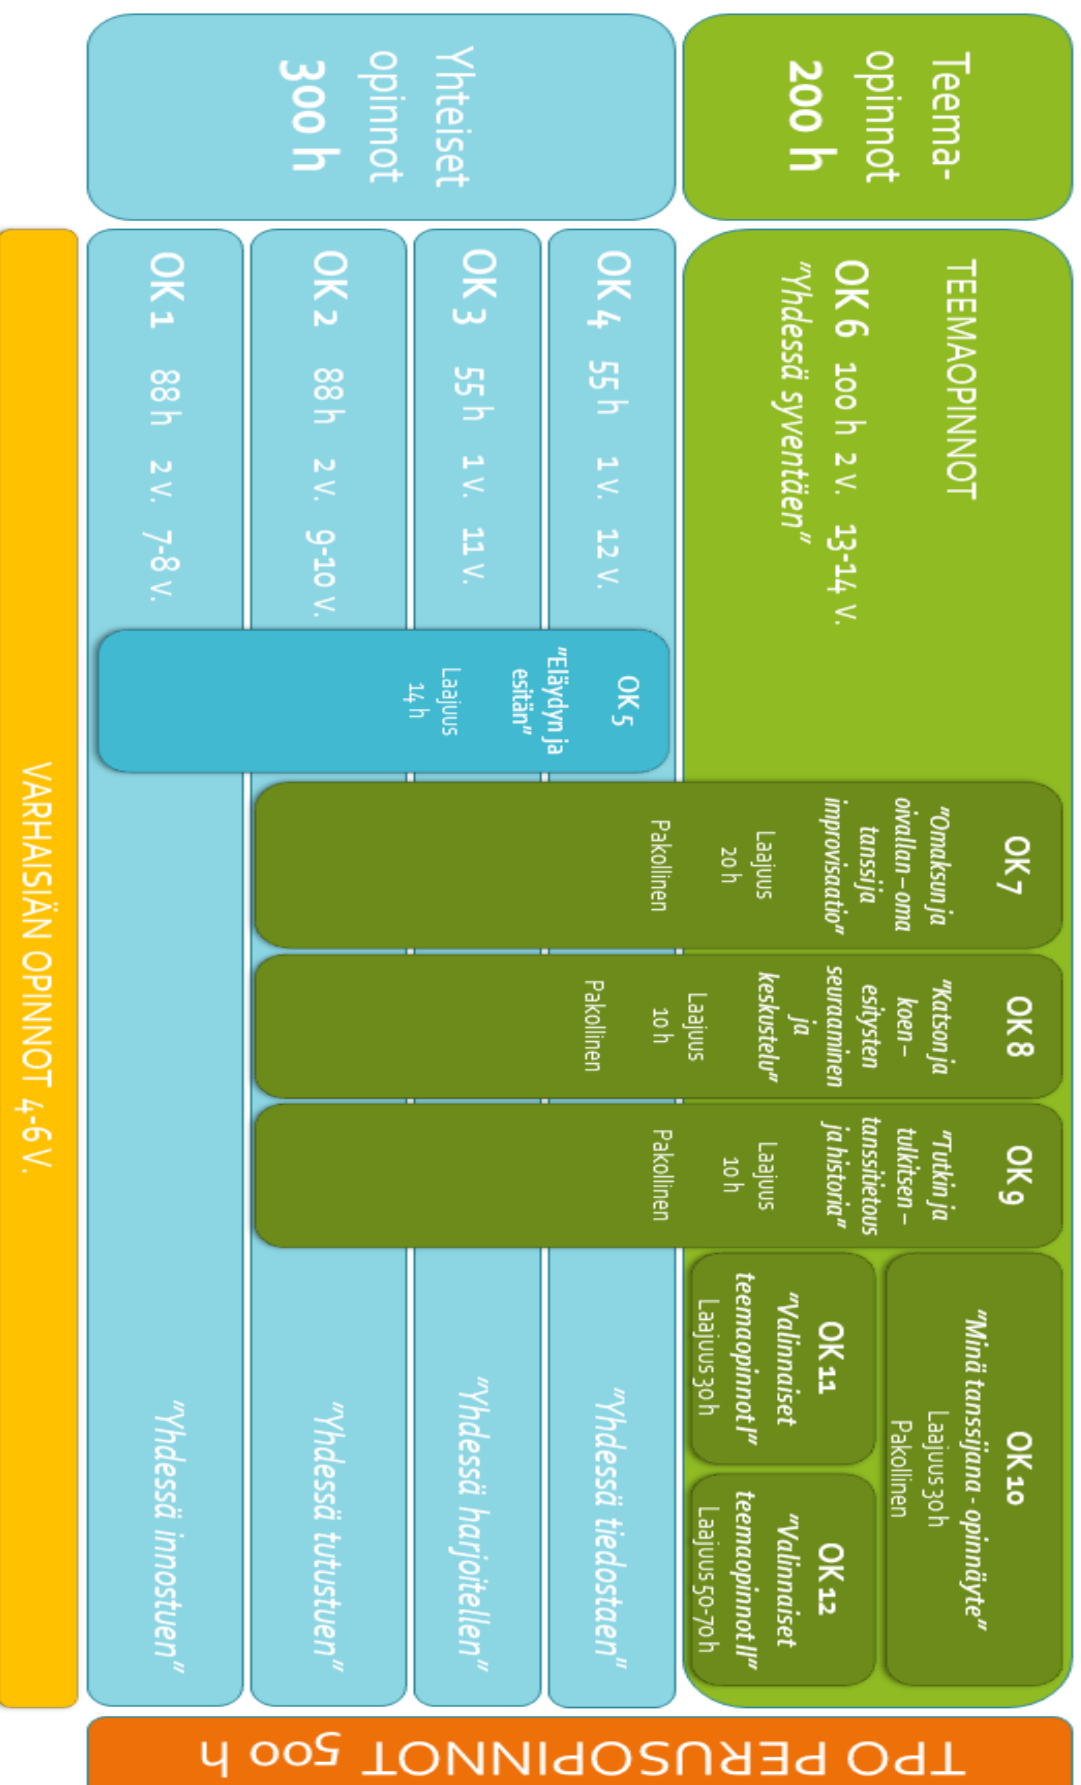 Teema-
opinnot
200 h
TEEMAOPINNOT
OK 6 100 h 2 v. 13-14 v.
"Yhdessä syventäen"
OK 7
"Omaksun ja
oivallan – oma
tanssija
improvisaatio"
Laajuus
20 h
Pakollinen
OK 8
"Katson ja
koen –
esitysten
seuraaminen
ja
keskustelu"
Laajuus
10 h
Pakollinen
OK 9
"Tutkin ja
tulkitsen –
tanssitietous
ja historia"
Laajuus
10 h
Pakollinen
OK 10
"Minä tanssijana - opinnäyte"
Laajuus 30 h
Pakollinen
OK 11
"Valinnaiset
teemaopinnot I"
Laajuus 30 h
OK 12
"Valinnaiset
teemaopinnot II"
Laajuus 50-70 h
Yhteiset
opinnot
300 h
OK 4 55 h 1 v. 12 v.
"Yhdessä tiedostaen"
OK 3 55 h 1 v. 11 v.
"Yhdessä harjoitellen"
OK 2 88 h 2 v. 9-10 v.
"Yhdessä tutustuen"
OK 1 88 h 2 v. 7-8 v.
"Yhdessä innostuen"
OK 5
"Eläydyn ja
esitän"
Laajuus
14 h
VARHAISIÄN OPINNOT 4-6 V.
TPO PERUSOPINNOT 500 h